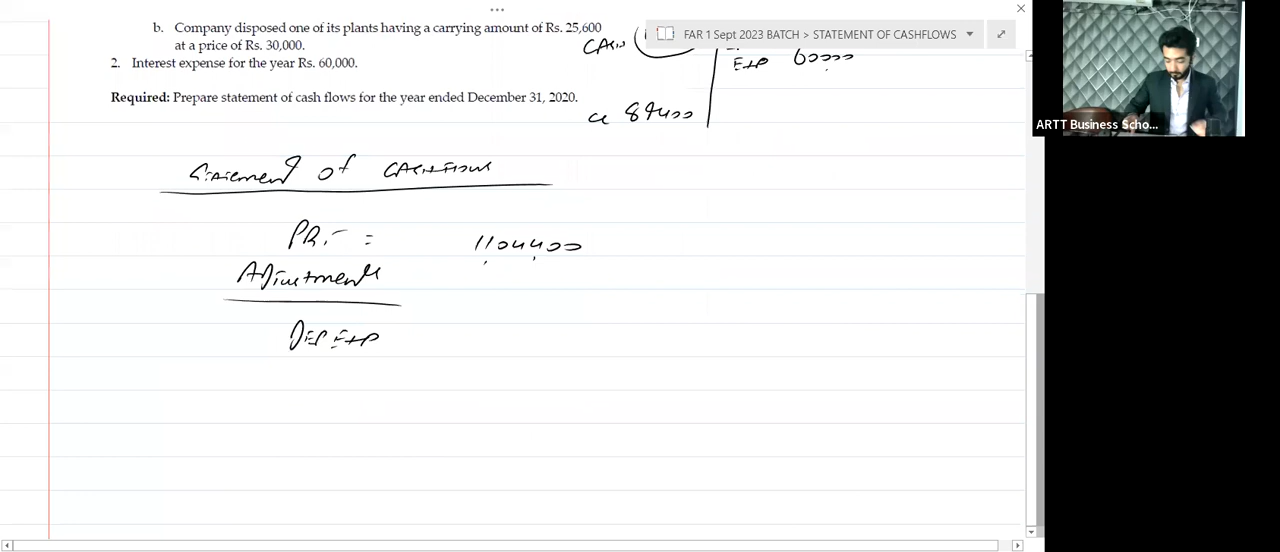 b. Company disposed one of its plants having a carrying amount of Rs. 25,600
at a price of Rs. 30,000.
FAR 1 Sept 2023 BATCH > STATEMENT OF CASHFLOWS
CASH
EXP 60000
2. Interest expense for the year Rs. 60,000.
Required: Prepare statement of cash flows for the year ended December 31, 2020.
ARTT Business Scho...
Statement of CASHFlows
=
1104400
Adjustments
DEP EXP